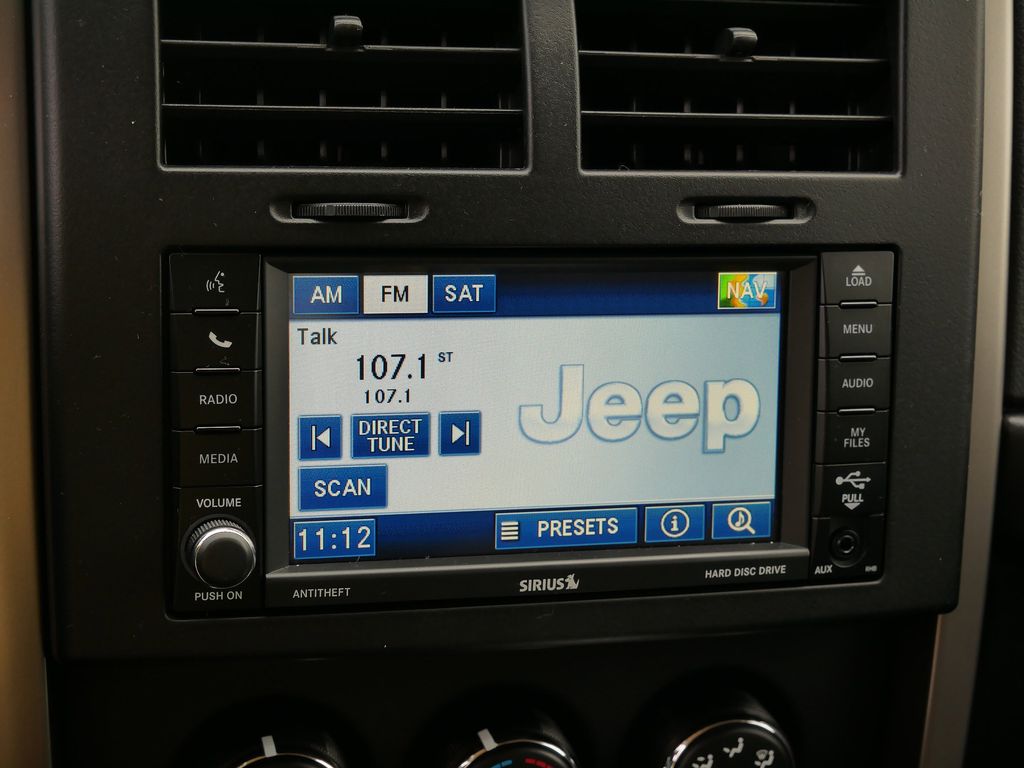 AM FM SAT NAV
Talk
107.1 ST
107.1
DIRECT
TUNE
SCAN
Jeep
11:12 PRESETS
RADIO
MEDIA
VOLUME
PUSH ON
LOAD
MENU
AUDIO
MY
FILES
PULL
AUX
ANTITHEFT
SIRIUS
HARD DISC DRIVE